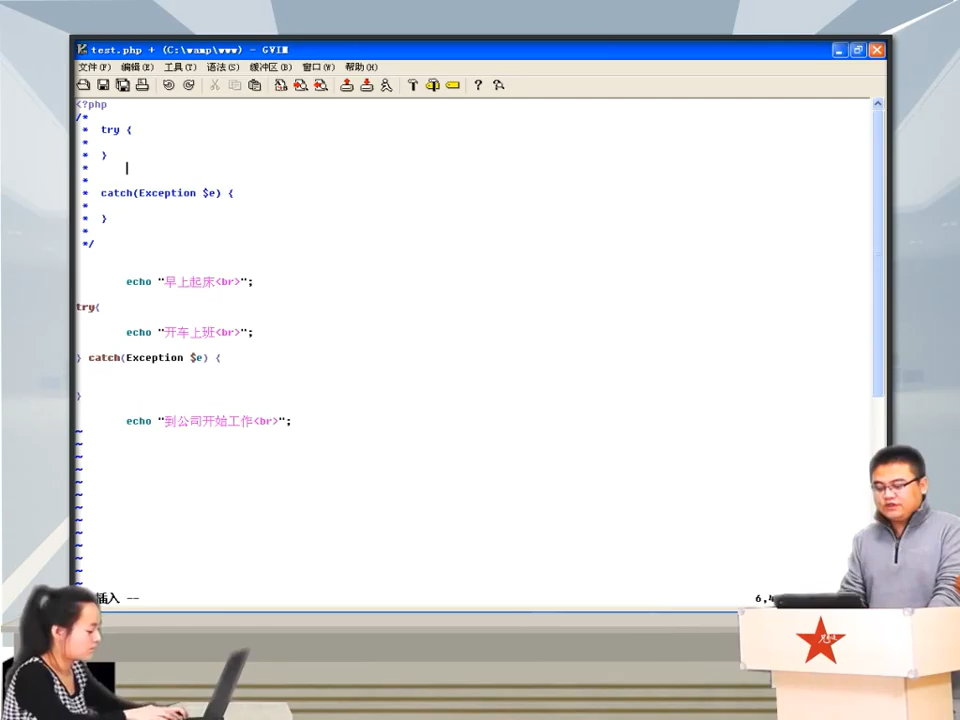 test.php + (C:\wamp\www) - GVIM
文件(F) 编辑(E) 工具(T) 语法(S) 缓冲区(B) 窗口(W) 帮助(H)
<?php
/*
 *  try {
 *
 *  }
 *
 *
 *  catch(Exception $e) {
 *
 *  }
 *
 */
echo "早上起床<br>";
try{
echo "开车上班<br>";
} catch(Exception $e) {
}
echo "到公司开始工作<br>";
~
~
~
~
~
~
~
~
~
~
~
~
~
插入 --
6,